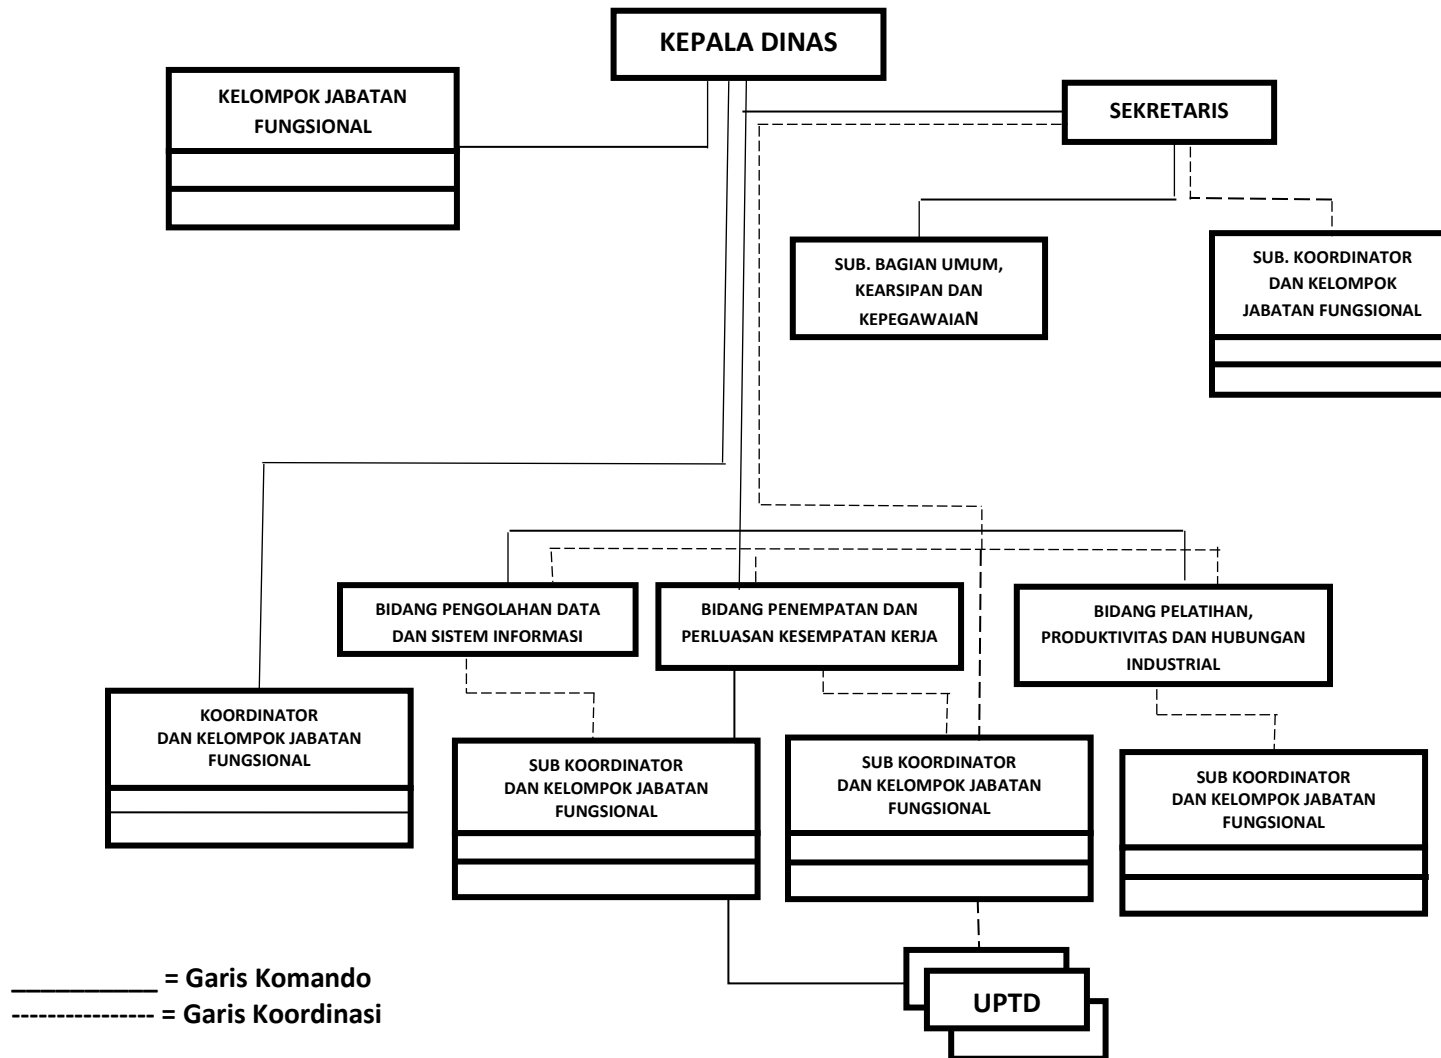 KEPALA DINAS
KELOMPOK JABATAN
FUNGSIONAL
SEKRETARIS
SUB. BAGIAN UMUM,
KEARSIPAN DAN
KEPEGAWAIAN
SUB. KOORDINATOR
DAN KELOMPOK
JABATAN FUNGSIONAL
BIDANG PENGOLAHAN DATA
DAN SISTEM INFORMASI
BIDANG PENEMPATAN DAN
PERLUASAN KESEMPATAN KERJA
BIDANG PELATIHAN,
PRODUKTIVITAS DAN HUBUNGAN
INDUSTRIAL
KOORDINATOR
DAN KELOMPOK JABATAN
FUNGSIONAL
SUB KOORDINATOR
DAN KELOMPOK JABATAN
FUNGSIONAL
SUB KOORDINATOR
DAN KELOMPOK JABATAN
FUNGSIONAL
SUB KOORDINATOR
DAN KELOMPOK JABATAN
FUNGSIONAL
UPTD
____________ = Garis Komando
---------------- = Garis Koordinasi